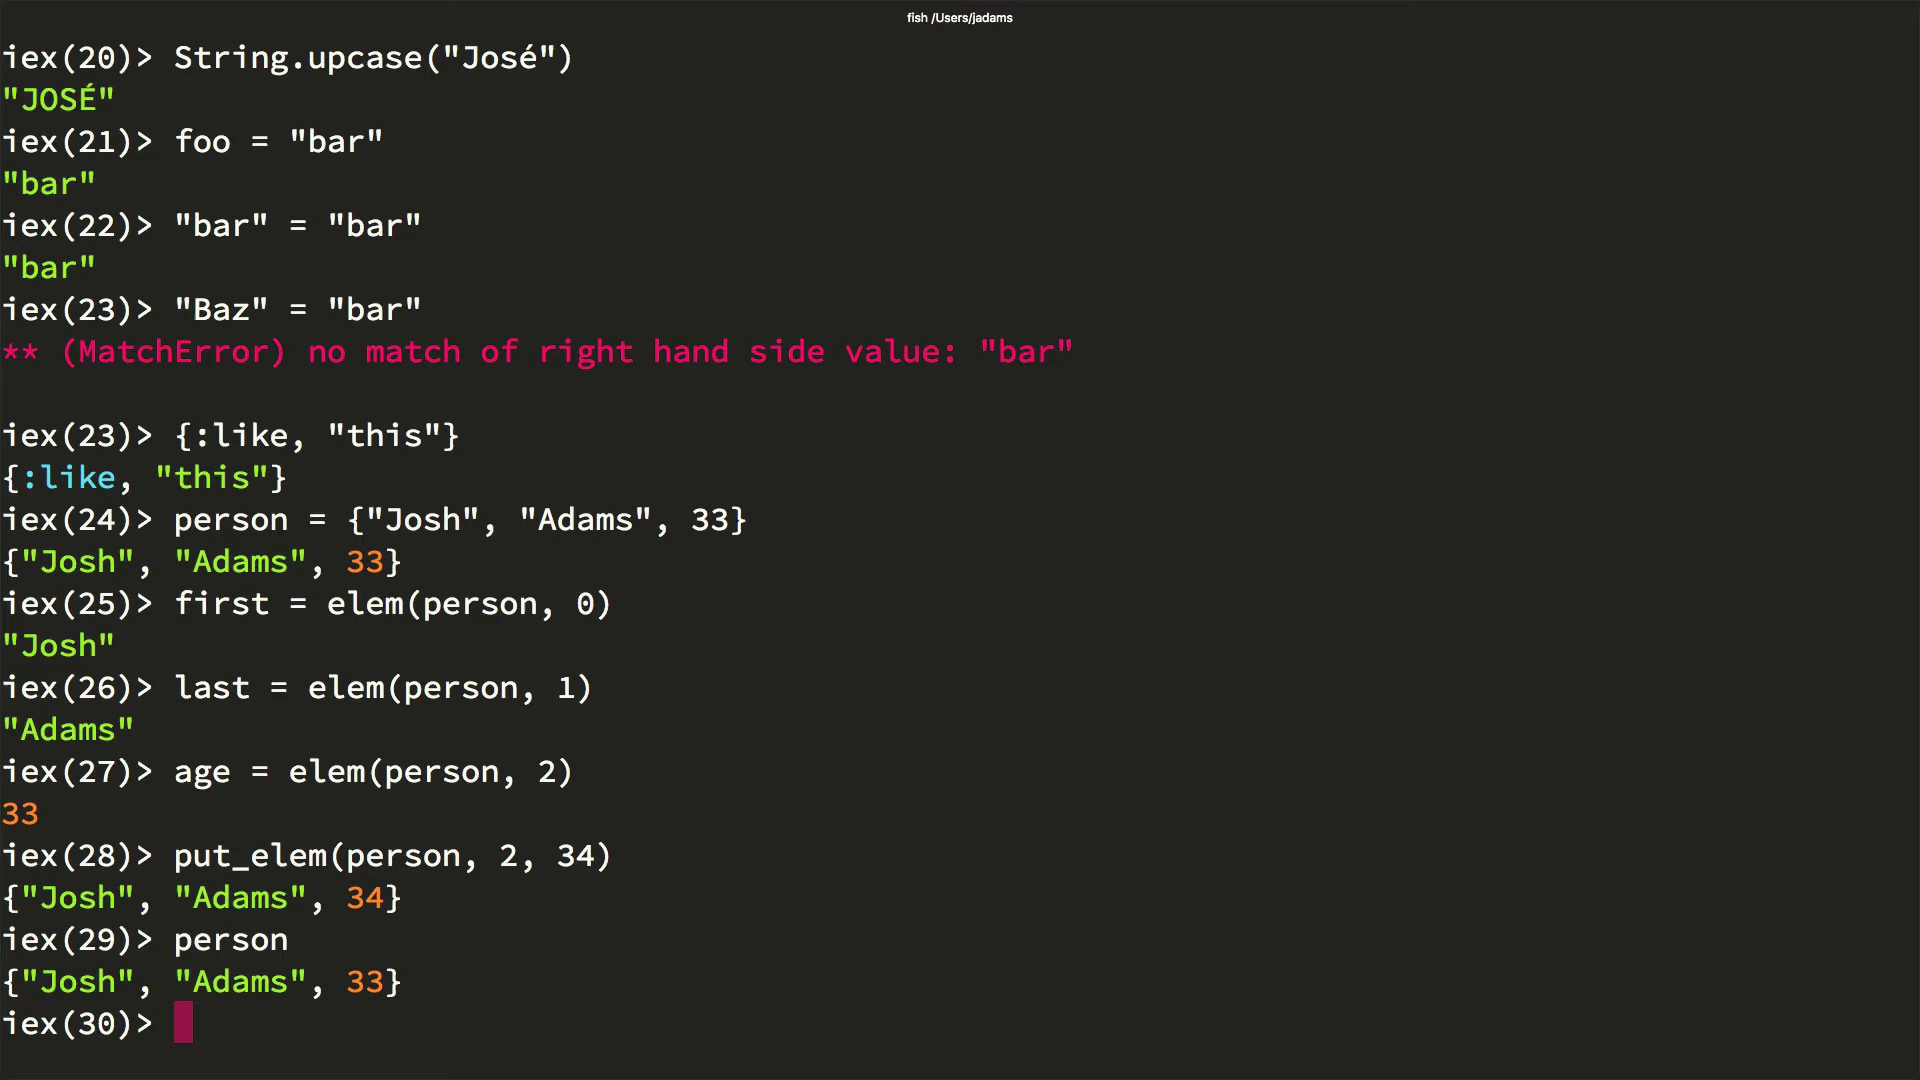 fish /Users/jadams
iex(20)> String.upcase("José")
"JOSÉ"
iex(21)> foo = "bar"
"bar"
iex(22)> "bar" = "bar"
"bar"
iex(23)> "Baz" = "bar"
** (MatchError) no match of right hand side value: "bar"
iex(23)> {:like, "this"}
{:like, "this"}
iex(24)> person = {"Josh", "Adams", 33}
{"Josh", "Adams", 33}
iex(25)> first = elem(person, 0)
"Josh"
iex(26)> last = elem(person, 1)
"Adams"
iex(27)> age = elem(person, 2)
33
iex(28)> put_elem(person, 2, 34)
{"Josh", "Adams", 34}
iex(29)> person
{"Josh", "Adams", 33}
iex(30)>